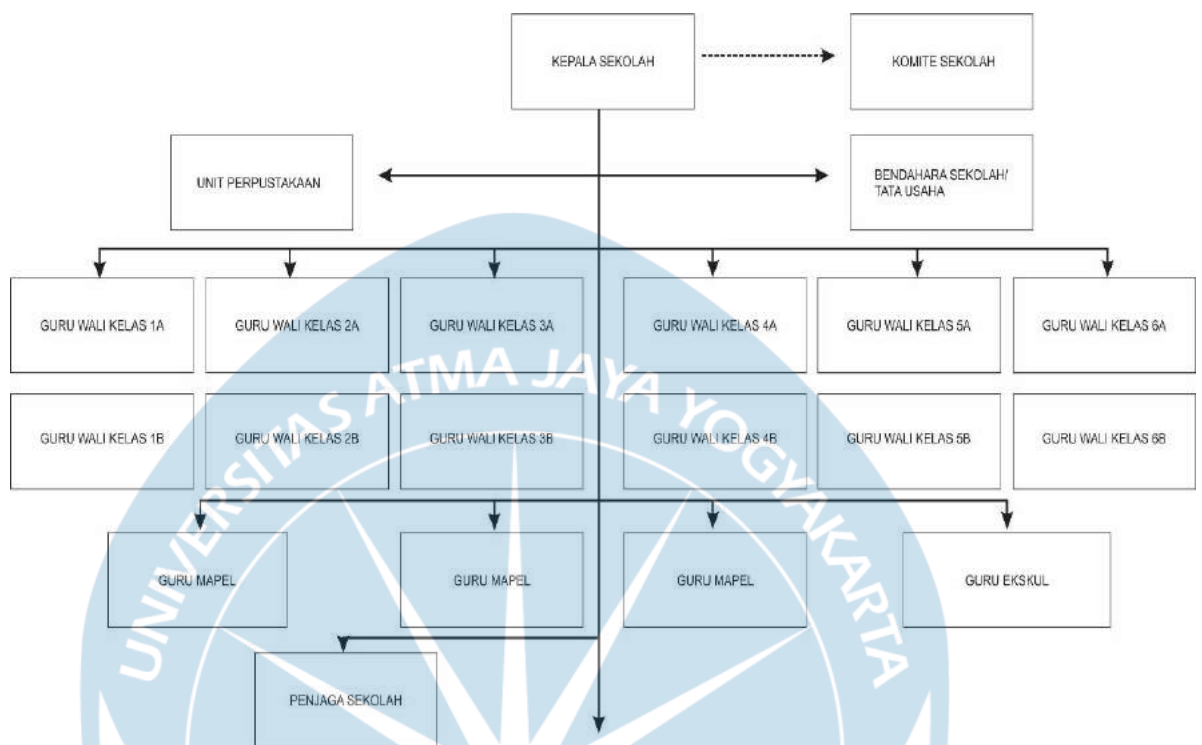 KEPALA SEKOLAH
KOMITE SEKOLAH
UNIT PERPUSTAKAAN
BENDAHARA SEKOLAH/
TATA USAHA
GURU WALI KELAS 1A
GURU WALI KELAS 2A
GURU WALI KELAS 3A
GURU WALI KELAS 4A
GURU WALI KELAS 5A
GURU WALI KELAS 6A
GURU WALI KELAS 1B
GURU WALI KELAS 2B
GURU WALI KELAS 3B
GURU WALI KELAS 4B
GURU WALI KELAS 5B
GURU WALI KELAS 6B
GURU MAPEL
GURU MAPEL
GURU MAPEL
GURU EKSKUL
PENJAGA SEKOLAH
UNIVERSITAS ATMA JAYA YOGYAKARTA